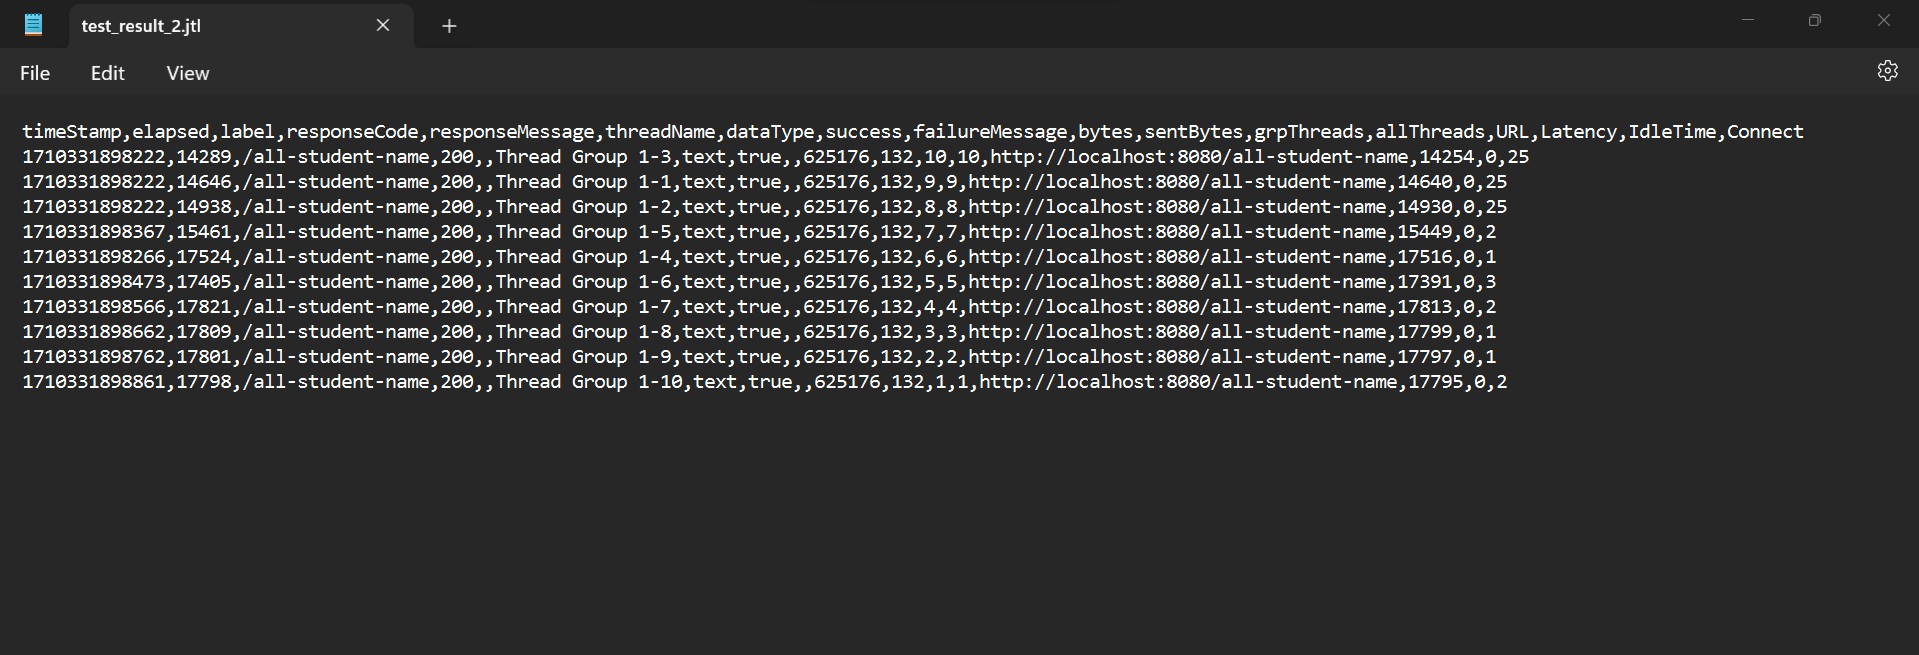 test_result_2.jtl
File Edit View
timeStamp,elapsed,label,responseCode,responseMessage,threadName,dataType,success,failureMessage,bytes,sentBytes,grpThreads,allThreads,URL,Latency,IdleTime,Connect
1710331898222,14289,/all-student-name,200,,Thread Group 1-3,text,true,,625176,132,10,10,http://localhost:8080/all-student-name,14254,0,25
1710331898222,14646,/all-student-name,200,,Thread Group 1-1,text,true,,625176,132,9,9,http://localhost:8080/all-student-name,14640,0,25
1710331898222,14938,/all-student-name,200,,Thread Group 1-2,text,true,,625176,132,8,8,http://localhost:8080/all-student-name,14930,0,25
1710331898367,15461,/all-student-name,200,,Thread Group 1-5,text,true,,625176,132,7,7,http://localhost:8080/all-student-name,15449,0,2
1710331898266,17524,/all-student-name,200,,Thread Group 1-4,text,true,,625176,132,6,6,http://localhost:8080/all-student-name,17516,0,1
1710331898473,17405,/all-student-name,200,,Thread Group 1-6,text,true,,625176,132,5,5,http://localhost:8080/all-student-name,17391,0,3
1710331898566,17821,/all-student-name,200,,Thread Group 1-7,text,true,,625176,132,4,4,http://localhost:8080/all-student-name,17813,0,2
1710331898662,17809,/all-student-name,200,,Thread Group 1-8,text,true,,625176,132,3,3,http://localhost:8080/all-student-name,17799,0,1
1710331898762,17801,/all-student-name,200,,Thread Group 1-9,text,true,,625176,132,2,2,http://localhost:8080/all-student-name,17797,0,1
1710331898861,17798,/all-student-name,200,,Thread Group 1-10,text,true,,625176,132,1,1,http://localhost:8080/all-student-name,17795,0,2